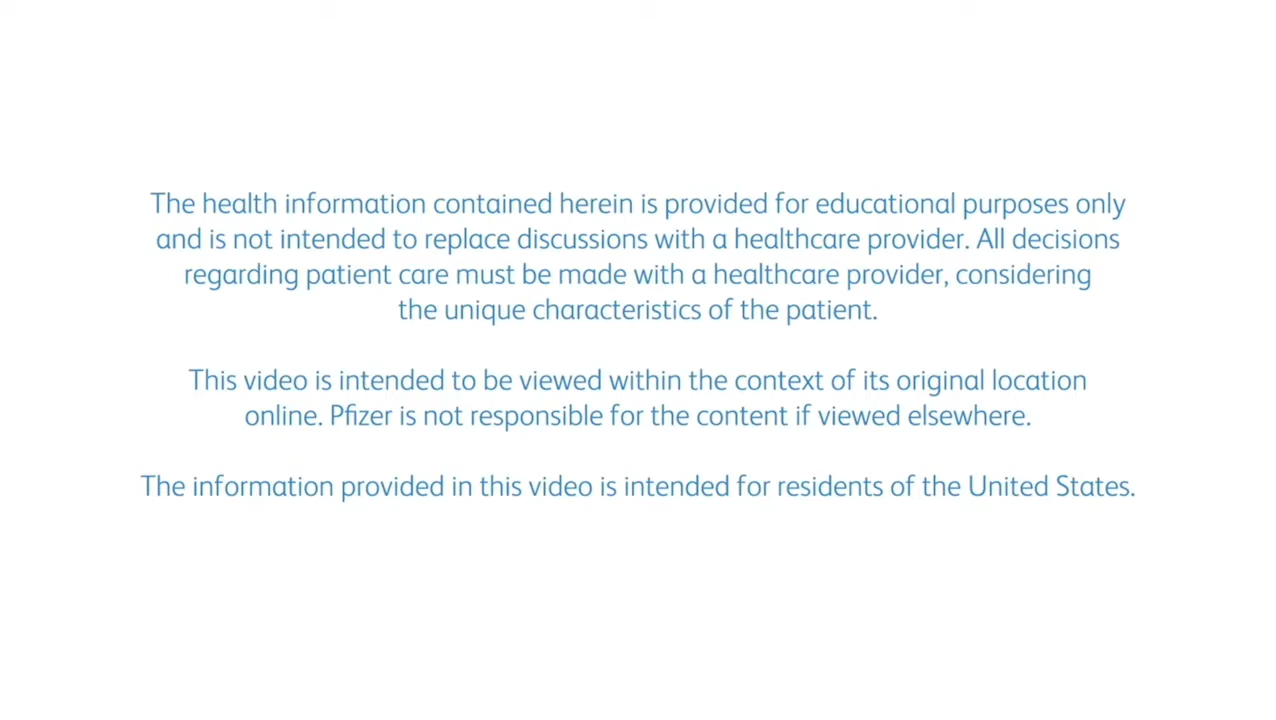 The health information contained herein is provided for educational purposes only
and is not intended to replace discussions with a healthcare provider. All decisions
regarding patient care must be made with a healthcare provider, considering
the unique characteristics of the patient.
This video is intended to be viewed within the context of its original location
online. Pfizer is not responsible for the content if viewed elsewhere.
The information provided in this video is intended for residents of the United States.